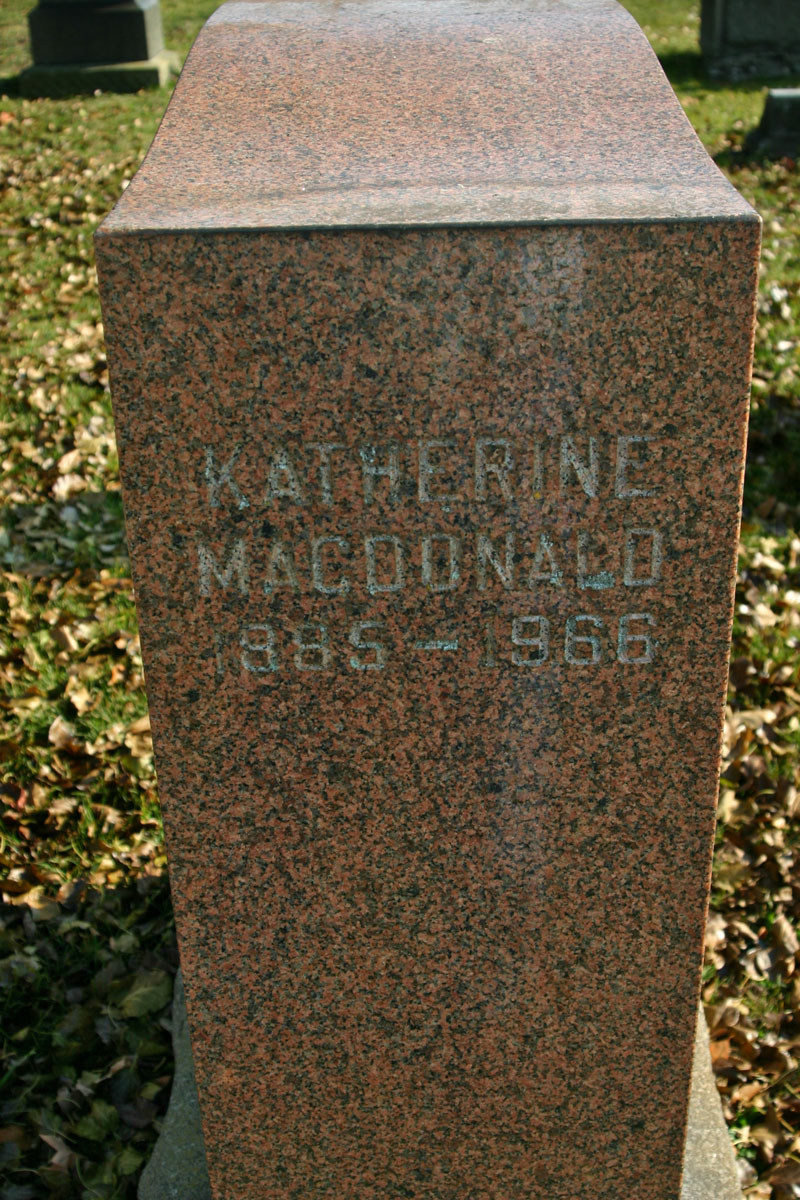 KATHERINE
MACDONALD
1885 - 1966